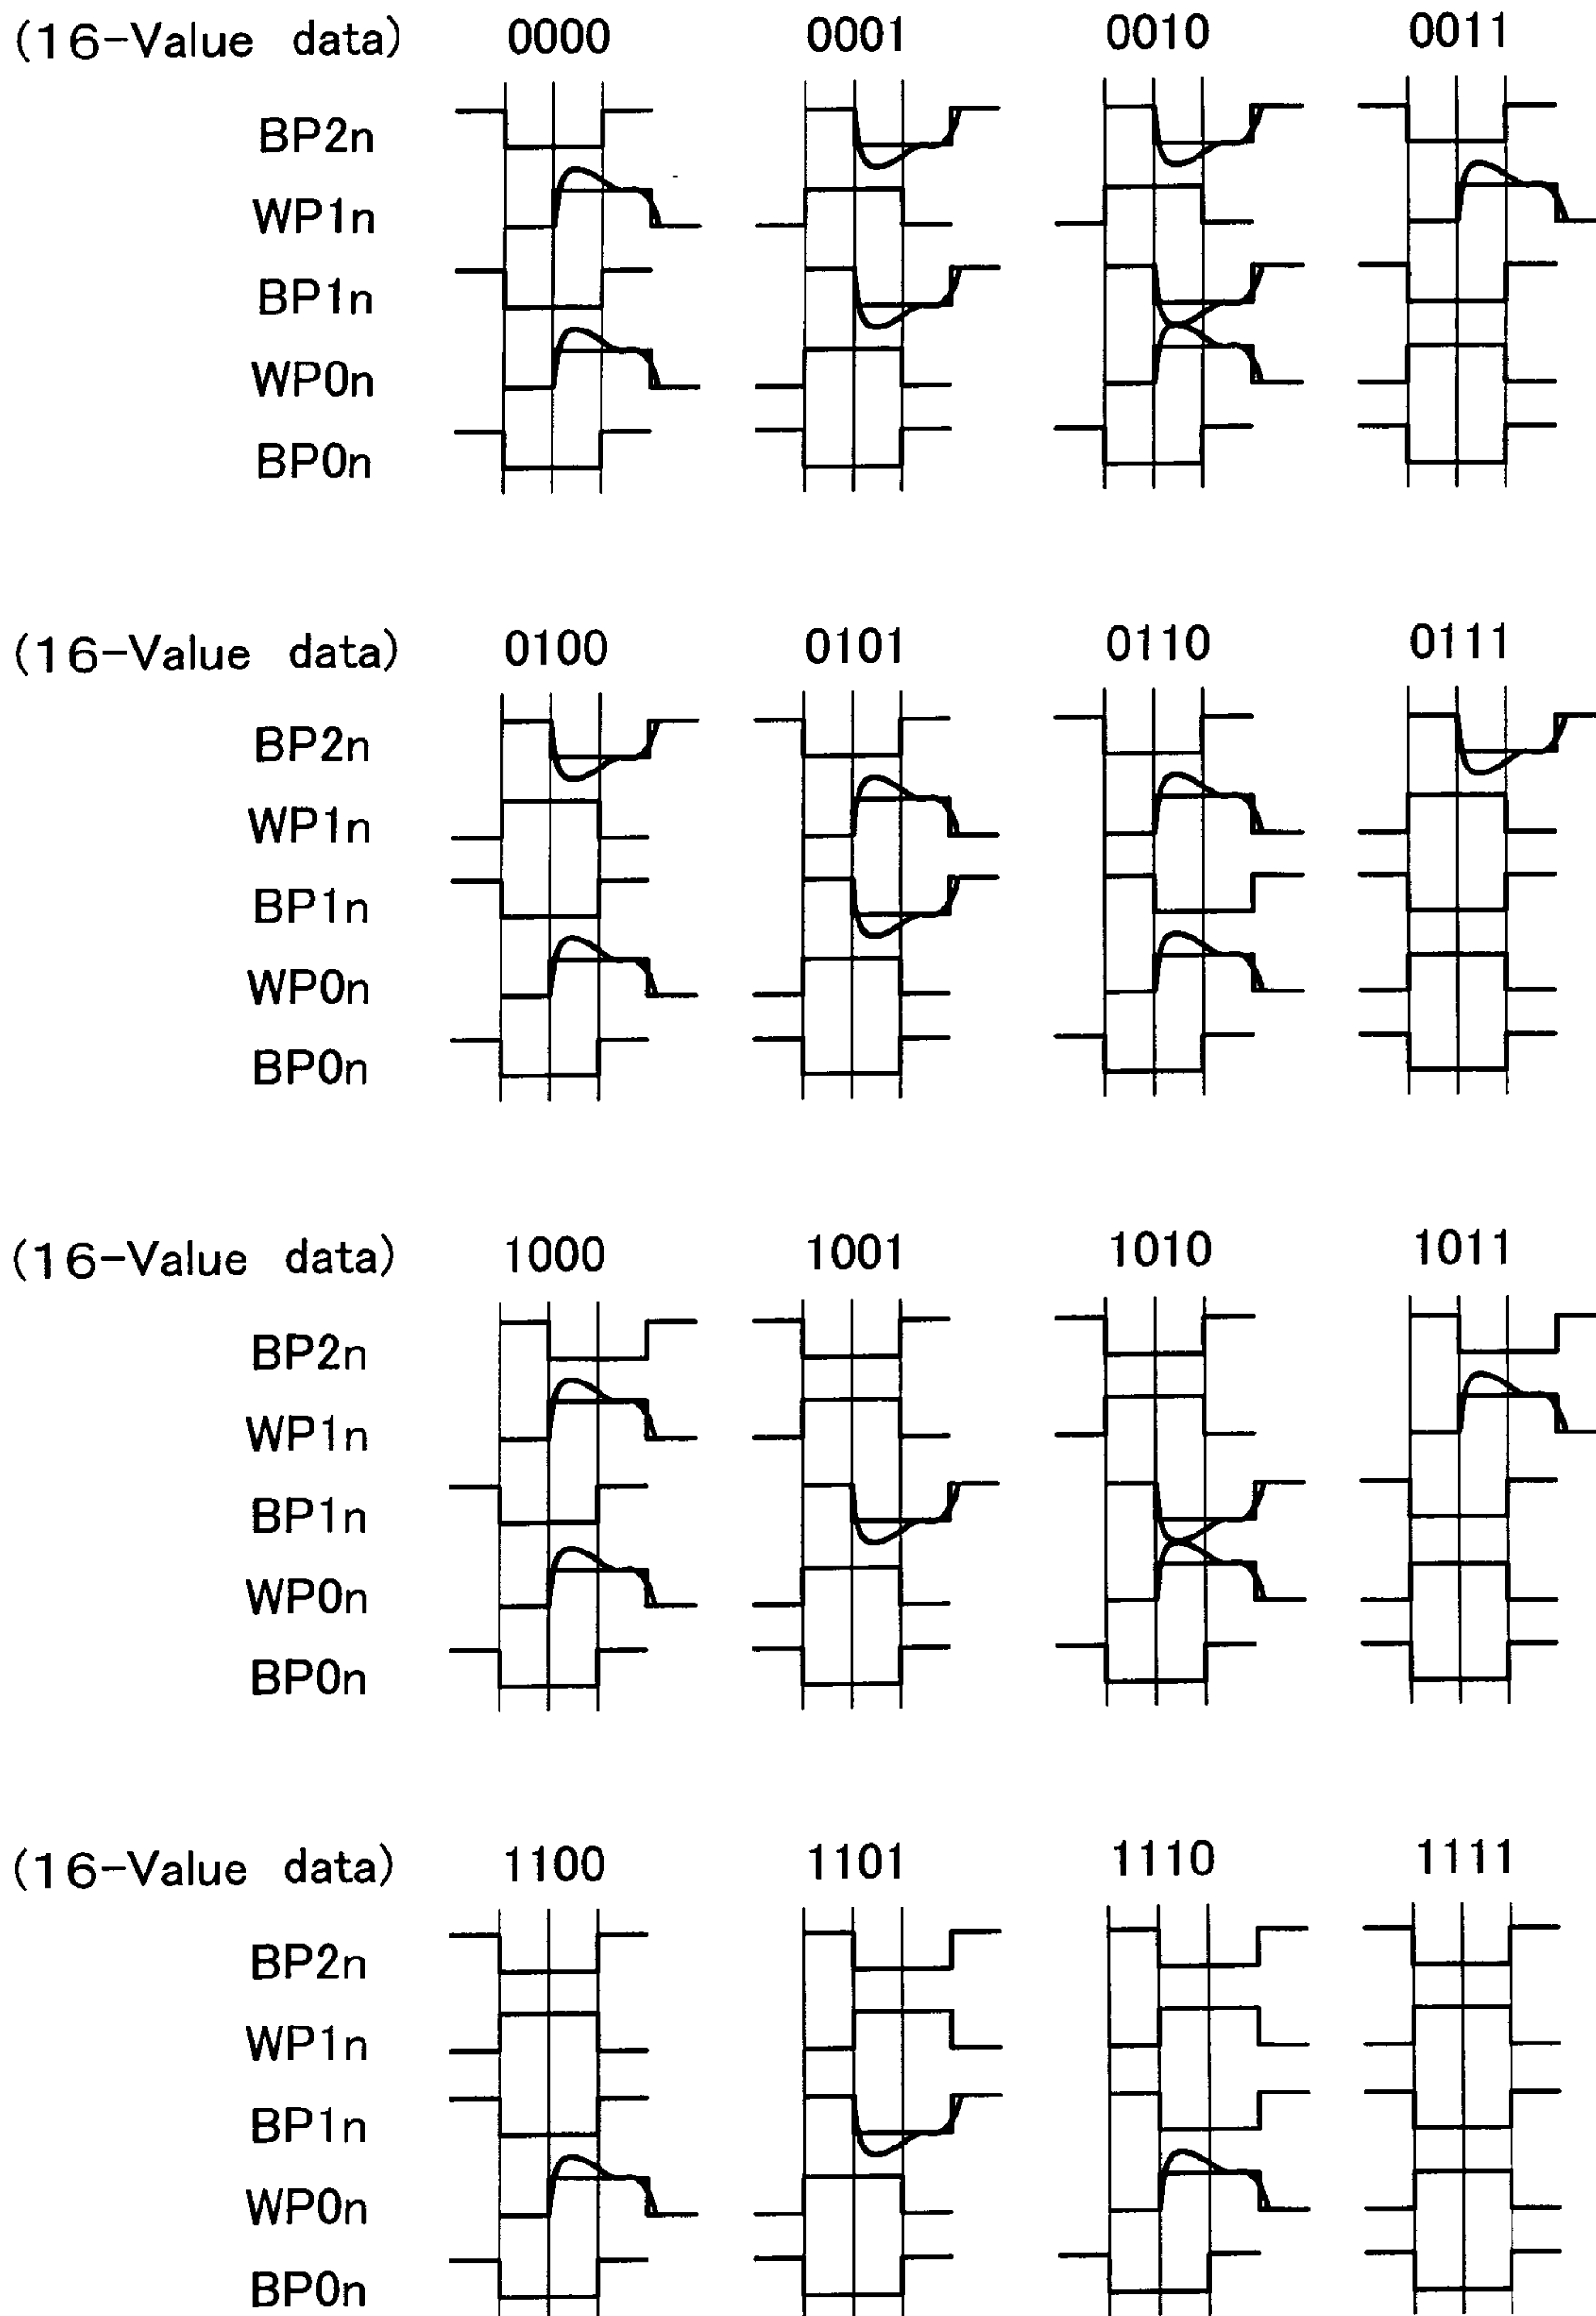 (16-Value data) 0000 0001 0010 0011
BP2n
WP1n
BP1n
WP0n
BP0n
(16-Value data) 0100 0101 0110 0111
BP2n
WP1n
BP1n
WP0n
BP0n
(16-Value data) 1000 1001 1010 1011
BP2n
WP1n
BP1n
WP0n
BP0n
(16-Value data) 1100 1101 1110 1111
BP2n
WP1n
BP1n
WP0n
BP0n